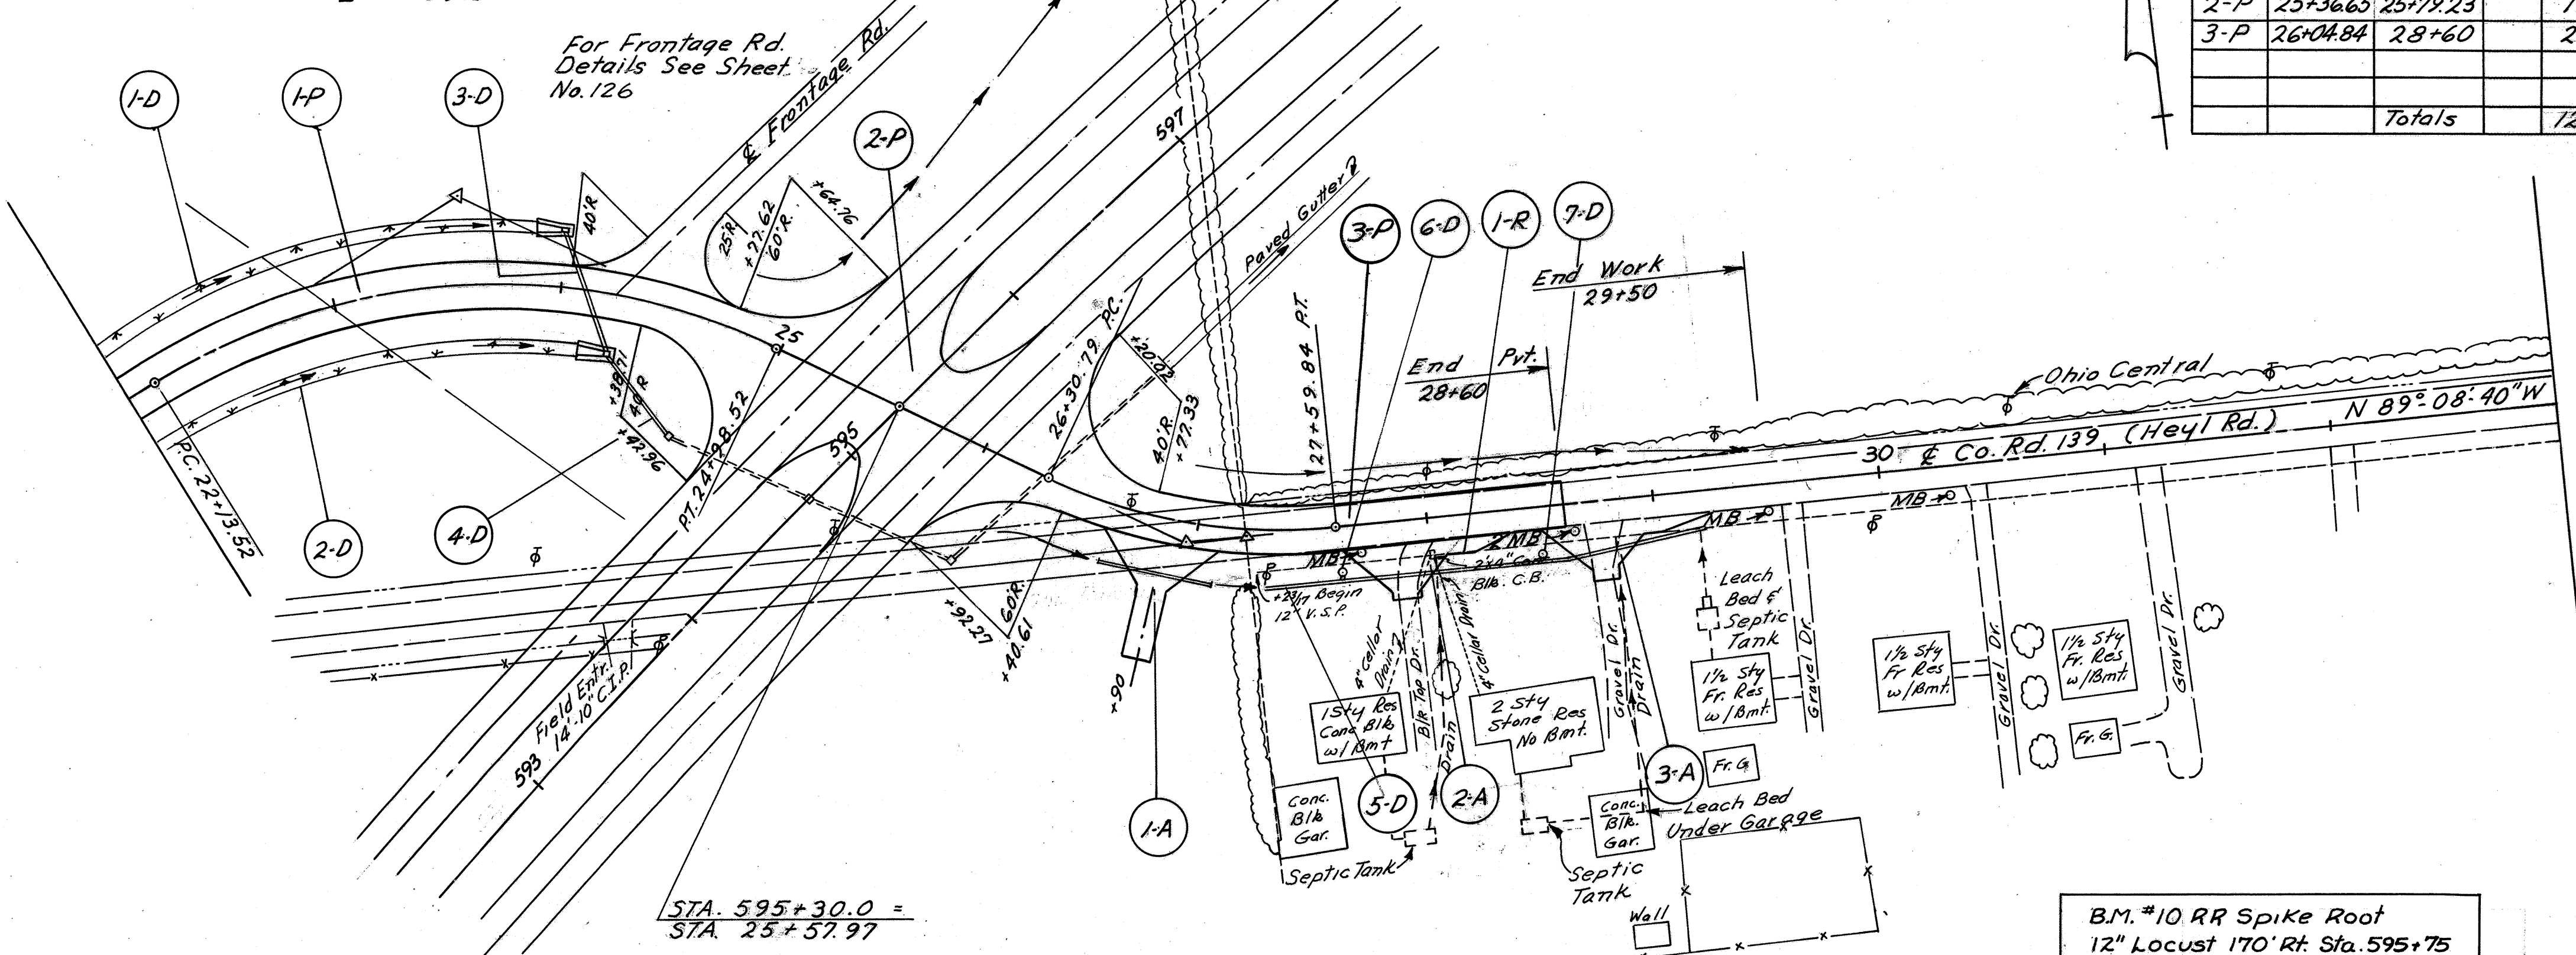 For Frontage Rd.
Details See Sheet
No. 126
2-P 25+36.65 25+79.23
3-P 26+04.84 28+60
Totals
1-D
1-P
3-D
2-P
3-P
6-D
1-R
7-D
₵ Frontage Rd.
40'R
25'R
+77.62
60'R.
+64.76
597
Paved Gutter
End Work
29+50
End Pvt.
28+60
Ohio Central
N 89°-08'-40"W
30 ₵ Co. Rd. 139 (Heyl Rd.)
25
+38.71
40'R
+42.96
P.T. 24+98.52
26+30.79 P.C.
+20.02
40'R.
+77.33
27+59.84 P.T.
595
P.C. 22+13.52
2-D
4-D
MB
2 MB
MB
MB
Blk. C.B.
Begin
12" V.S.P.
+92.27
60'R.
+40.61
+90
Field Entr.
14'-10" C.I.P.
593
4" Cellar
Drain
Blk Top Dr.
Drain
4" Cellar Drain
Gravel Dr.
Drain
Leach
Bed &
Septic
Tank
Gravel Dr.
Gravel Dr.
Gravel Dr.
1 Sty Res
Conc Blk
w/Bmt
2 Sty
Stone Res
No Bmt.
1½ Sty
Fr. Res
w/Bmt.
1½ Sty
Fr Res
w/Bmt.
1½ Sty
Fr. Res
w/Bmt.
Fr. G.
Fr. G
Conc.
Blk
Gar.
5-D
2-A
3-A
1-A
Conc.
Blk.
Gar.
Leach Bed
Under Garage
Septic Tank
Septic
Tank
Wall
STA. 595+30.0 =
STA. 25+57.97
B.M. #10 RR Spike Root
12" Locust 170' Rt. Sta. 595+75